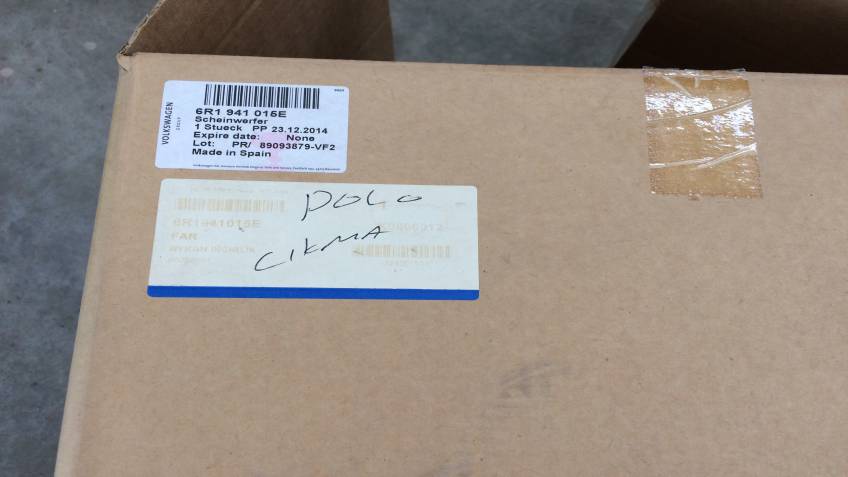 VOLKSWAGEN
6R1 941 015E
Scheinwerfer
1 Stueck PP 23.12.2014
Expire date: None
Lot: PR/ 89093879-VF2
Made in Spain
POLO
6R1941015E
FAR
CIKMA